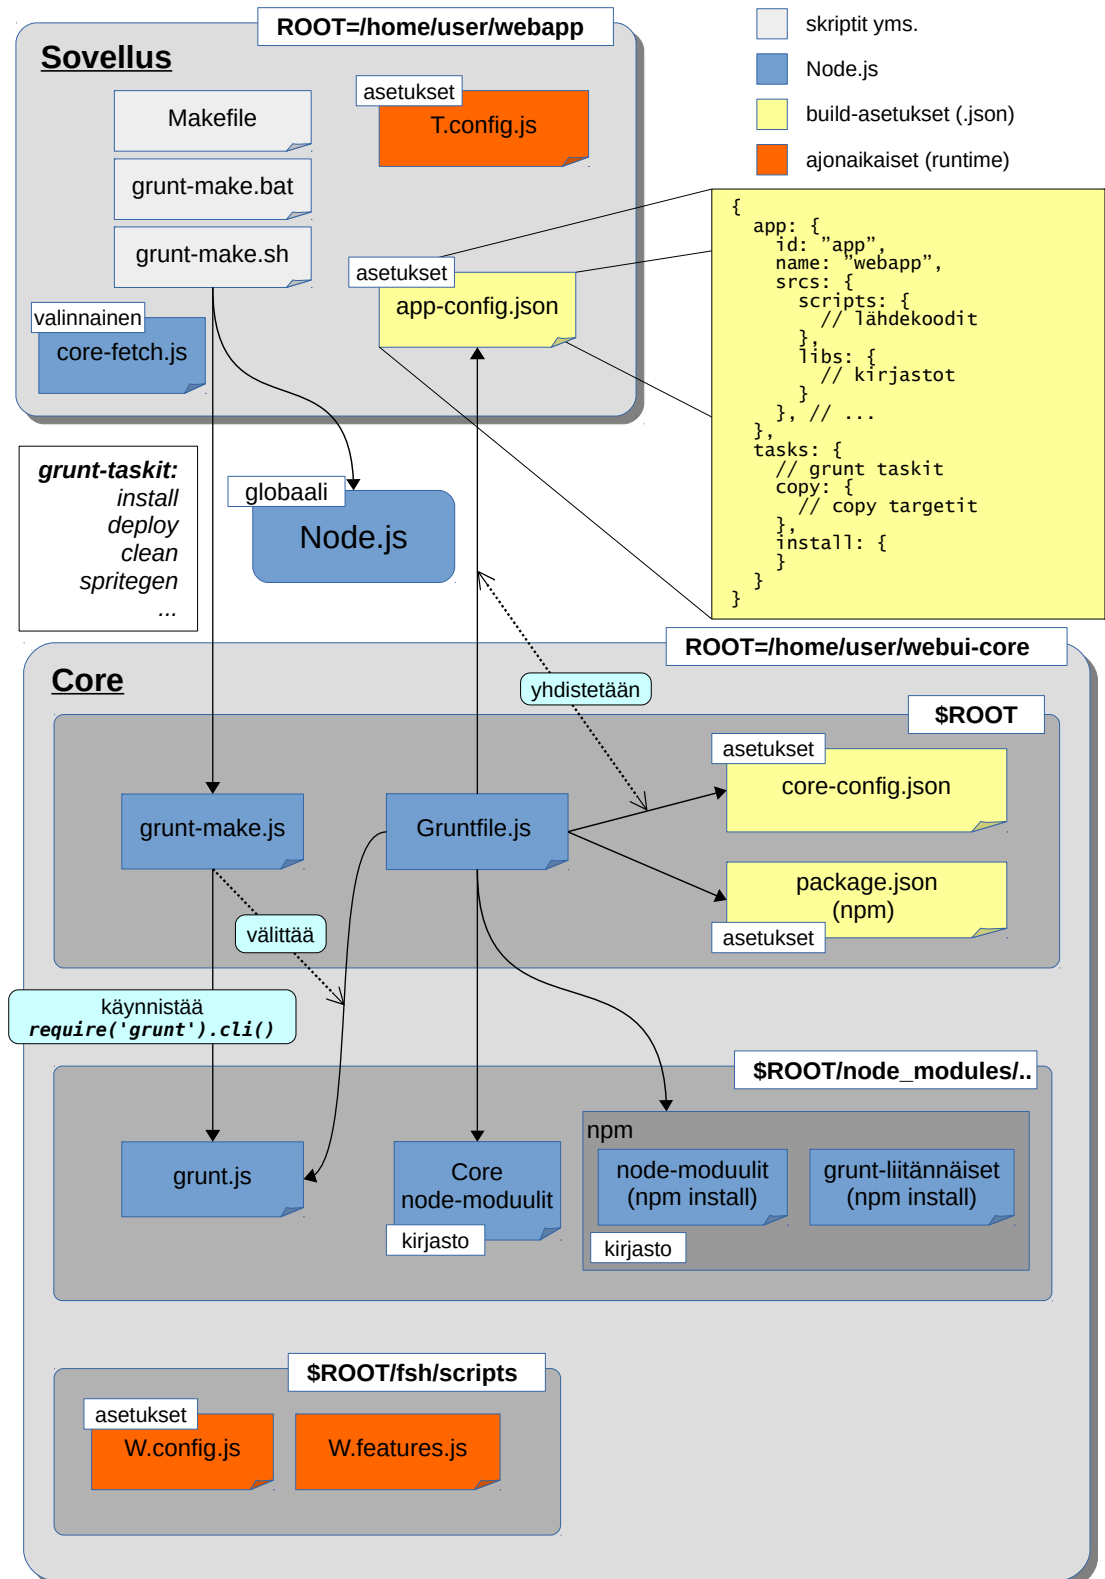 ROOT=/home/user/webapp
Sovellus
Makefile
grunt-make.bat
grunt-make.sh
valinnainen
core-fetch.js
asetukset
T.config.js
asetukset
app-config.json
skriptit yms.
Node.js
build-asetukset (.json)
ajonaikaiset (runtime)
{
  app: {
    id: ”app”,
    name: ”webapp”,
    srcs: {
      scripts: {
        // lähdekoodit
      },
      libs: {
        // kirjastot
      }
    }, // ...
  },
  tasks: {
    // grunt taskit
    copy: {
      // copy targetit
    },
    install: {
    }
  }
}
grunt-taskit:
install
deploy
clean
spritegen
...
globaali
Node.js
yhdistetään
ROOT=/home/user/webui-core
Core
$ROOT
grunt-make.js
Gruntfile.js
asetukset
core-config.json
package.json
(npm)
asetukset
välittää
käynnistää
require('grunt').cli()
$ROOT/node_modules/..
grunt.js
Core
node-moduulit
kirjasto
npm
node-moduulit
(npm install)
grunt-liitännäiset
(npm install)
kirjasto
$ROOT/fsh/scripts
asetukset
W.config.js
W.features.js